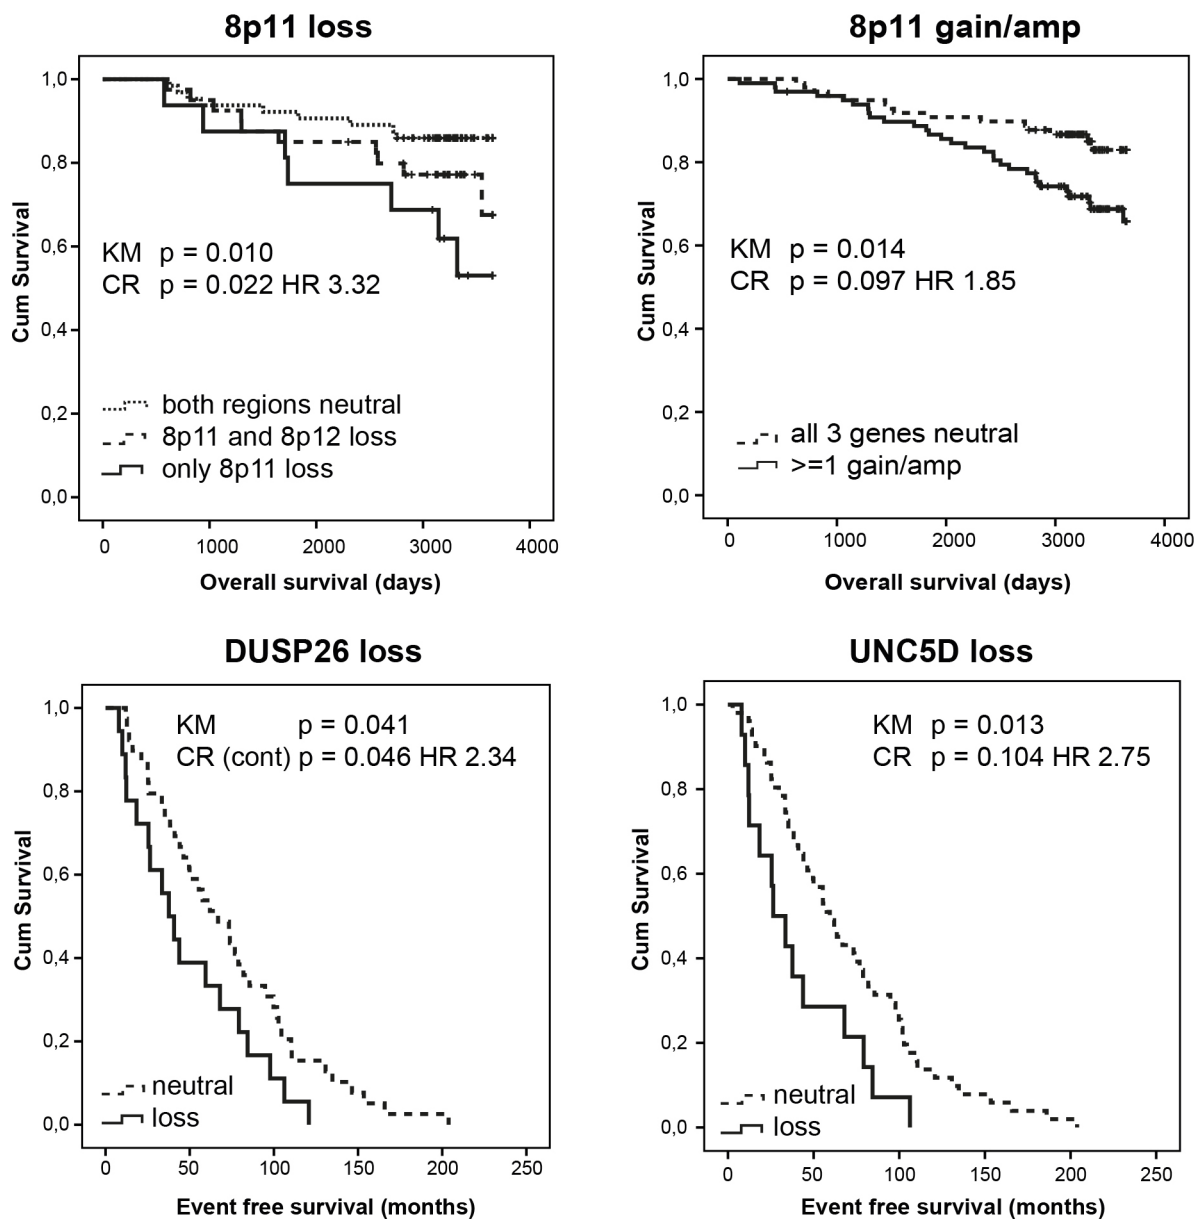 8p11 loss
1,0
0,8
0,6
0,4
0,2
0,0
Cum Survival
KM p = 0.010
CR p = 0.022 HR 3.32
both regions neutral
8p11 and 8p12 loss
only 8p11 loss
0 1000 2000 3000 4000
Overall survival (days)
8p11 gain/amp
1,0
0,8
0,6
0,4
0,2
0,0
Cum Survival
KM p = 0.014
CR p = 0.097 HR 1.85
all 3 genes neutral
>=1 gain/amp
0 1000 2000 3000 4000
Overall survival (days)
DUSP26 loss
1,0
0,8
0,6
0,4
0,2
0,0
Cum Survival
KM p = 0.041
CR (cont) p = 0.046 HR 2.34
neutral
loss
0 50 100 150 200 250
Event free survival (months)
UNC5D loss
1,0
0,8
0,6
0,4
0,2
0,0
Cum Survival
KM p = 0.013
CR p = 0.104 HR 2.75
neutral
loss
0 50 100 150 200 250
Event free survival (months)